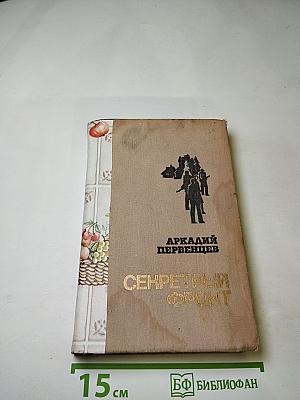 АРКАДИЙ
ПЕРВЕНЦЕВ
СЕКРЕТНЫЙ
ФРОНТ
15 см
БФ БИБЛИОФАН